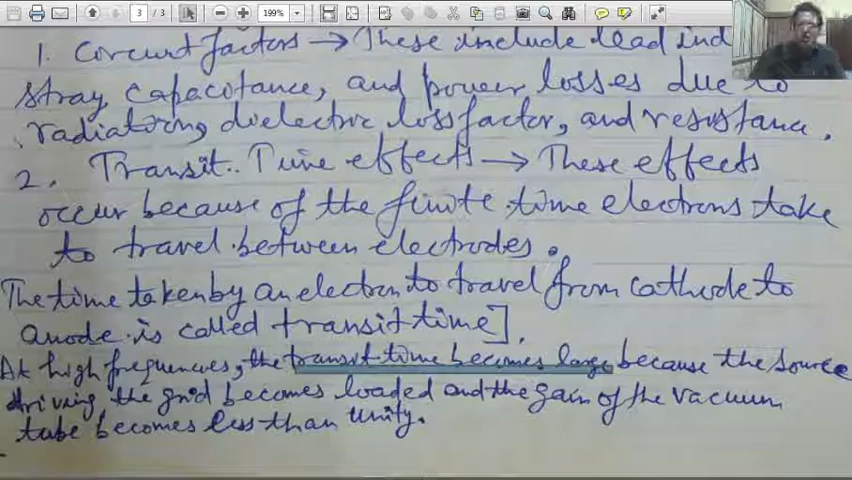 3 / 3
199%
1. Circuit factors → These include lead ind
stray capacitance, and power losses due to
radiation, dielectric loss factor, and resistance.
2. Transit. Time effects → These effects
occur because of the finite time electrons take
to travel between electrodes.
The time taken by an electron to travel from cathode to
anode is called transit time].
At high frequencies, the transit time becomes large because the source
driving the grid becomes loaded and the gain of the vacuum
tube becomes less than unity.